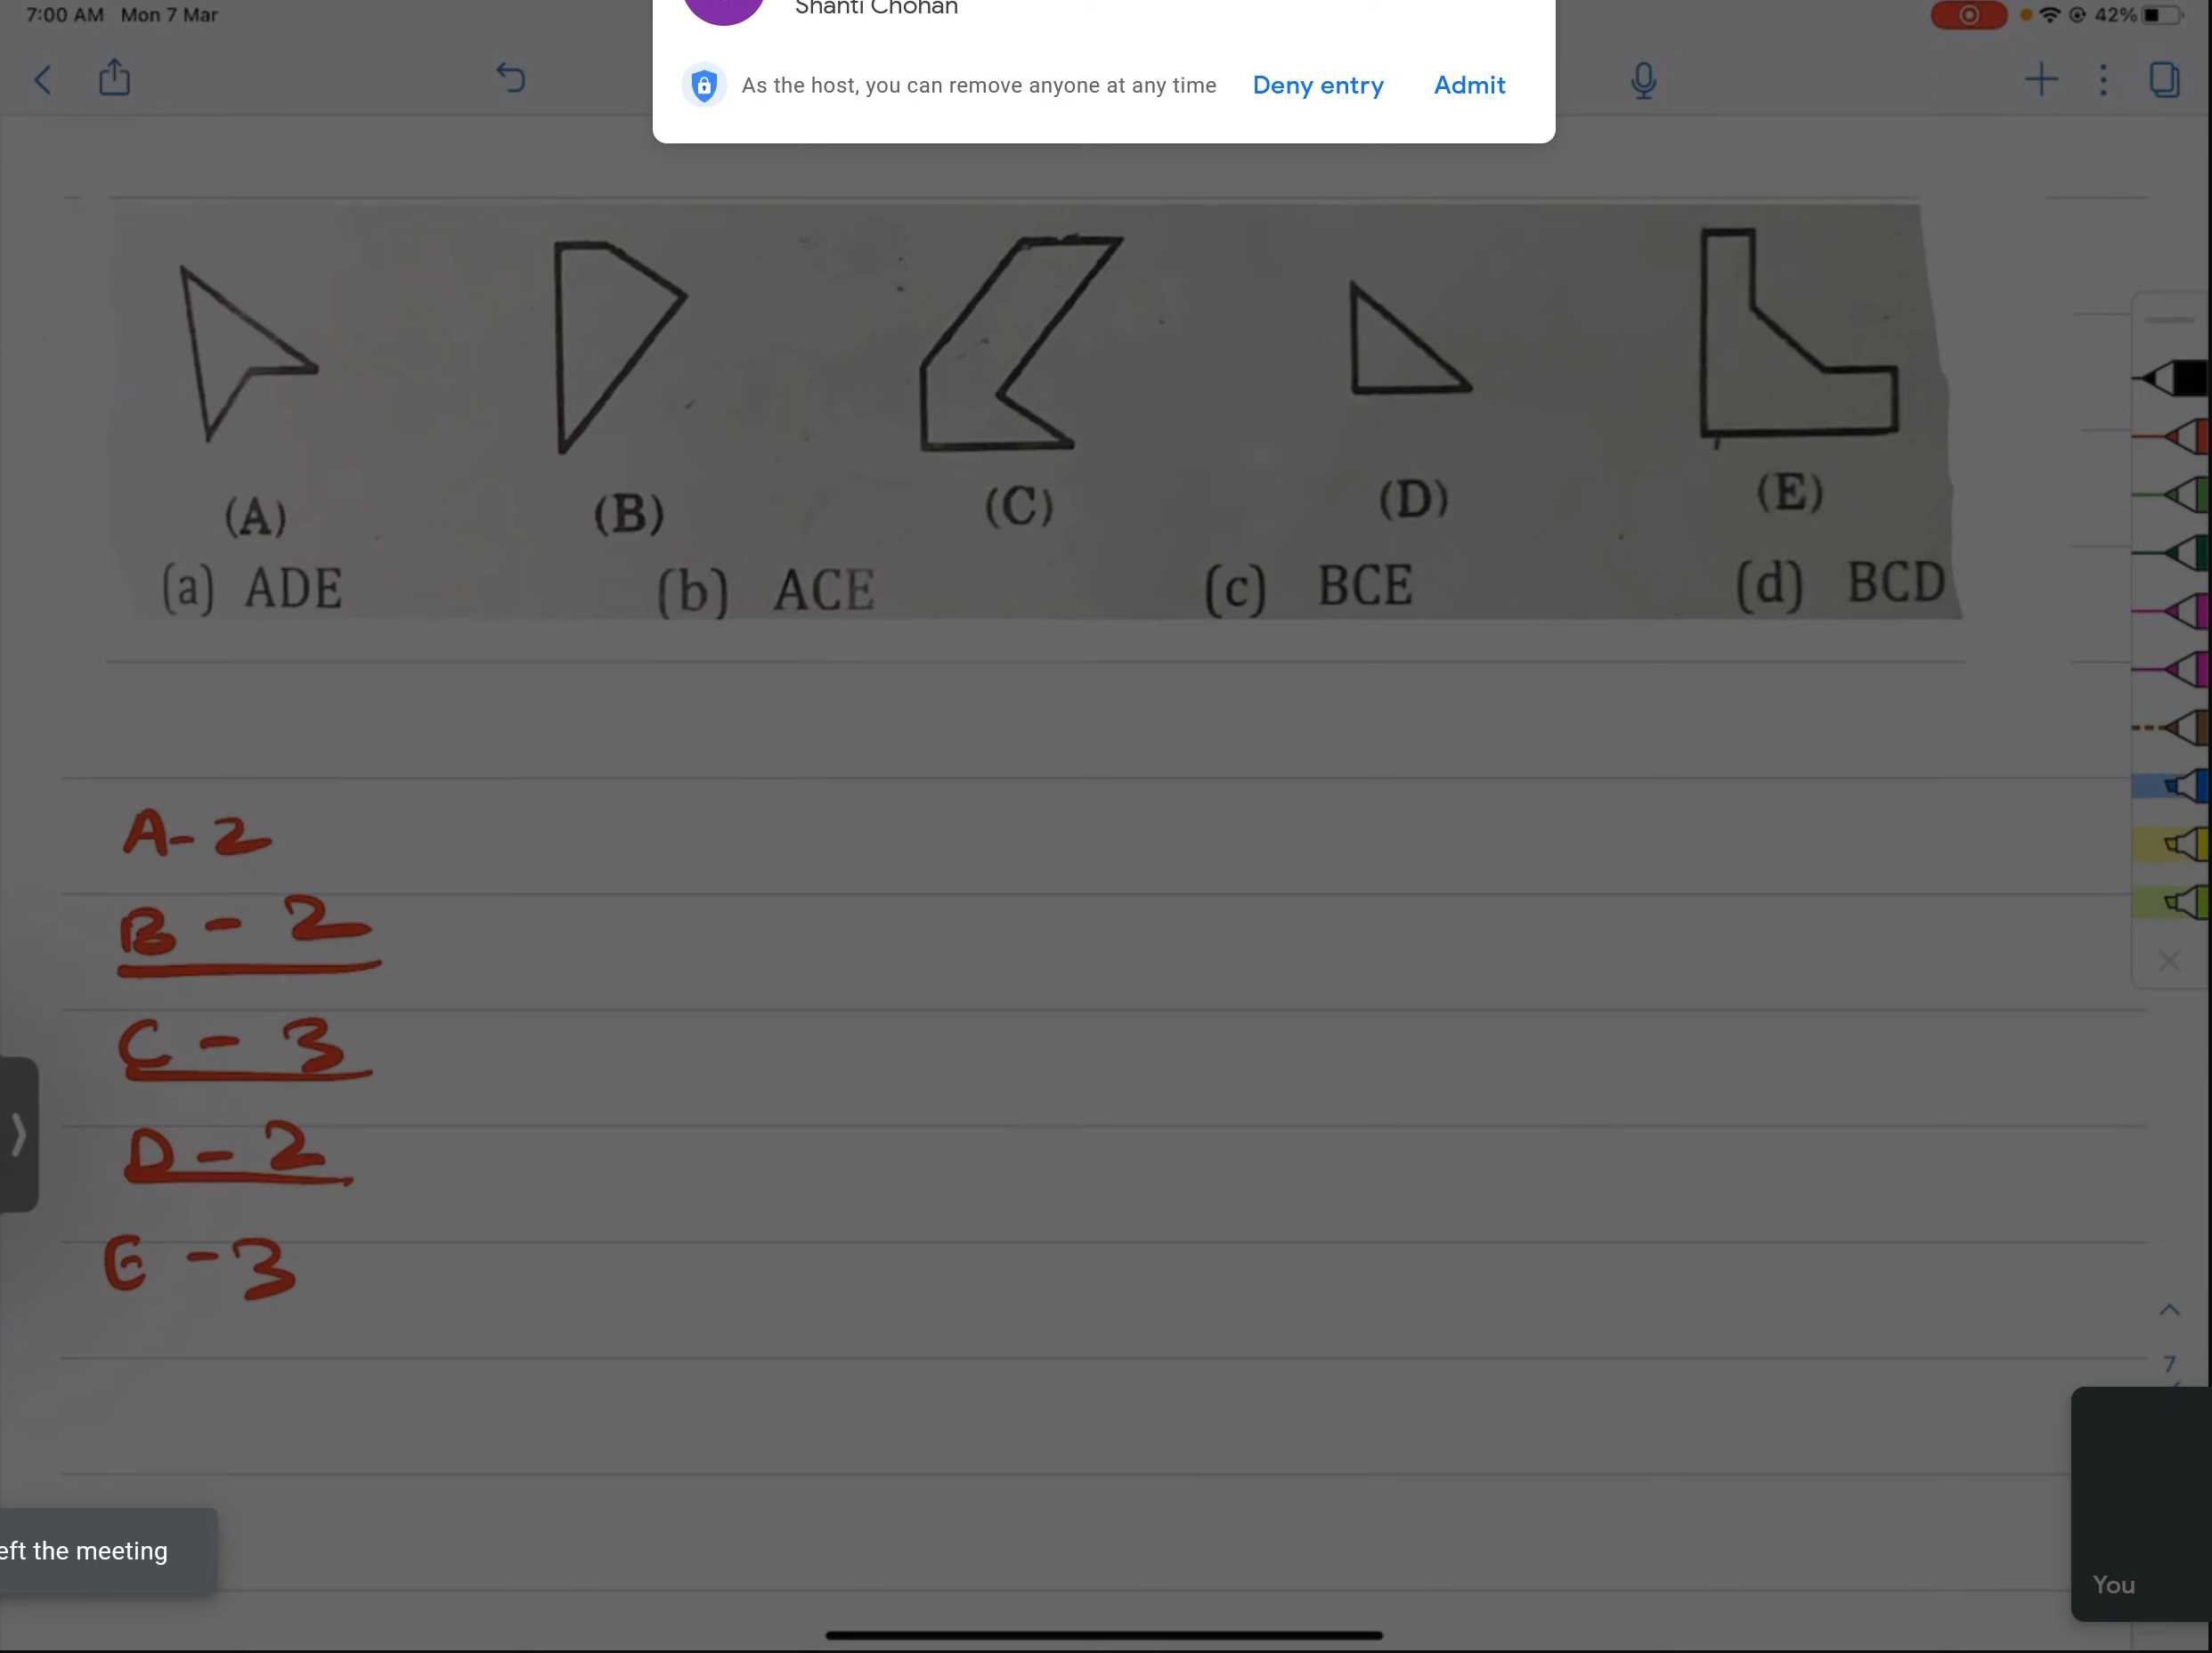 7:00 AM Mon 7 Mar
42%
Shanti Chohan
As the host, you can remove anyone at any time Deny entry Admit
(A) (B) (C) (D) (E)
(a) ADE (b) ACE (c) BCE (d) BCD
A - 2
B - 2
C - 3
D - 2
E - 3
7
eft the meeting
You